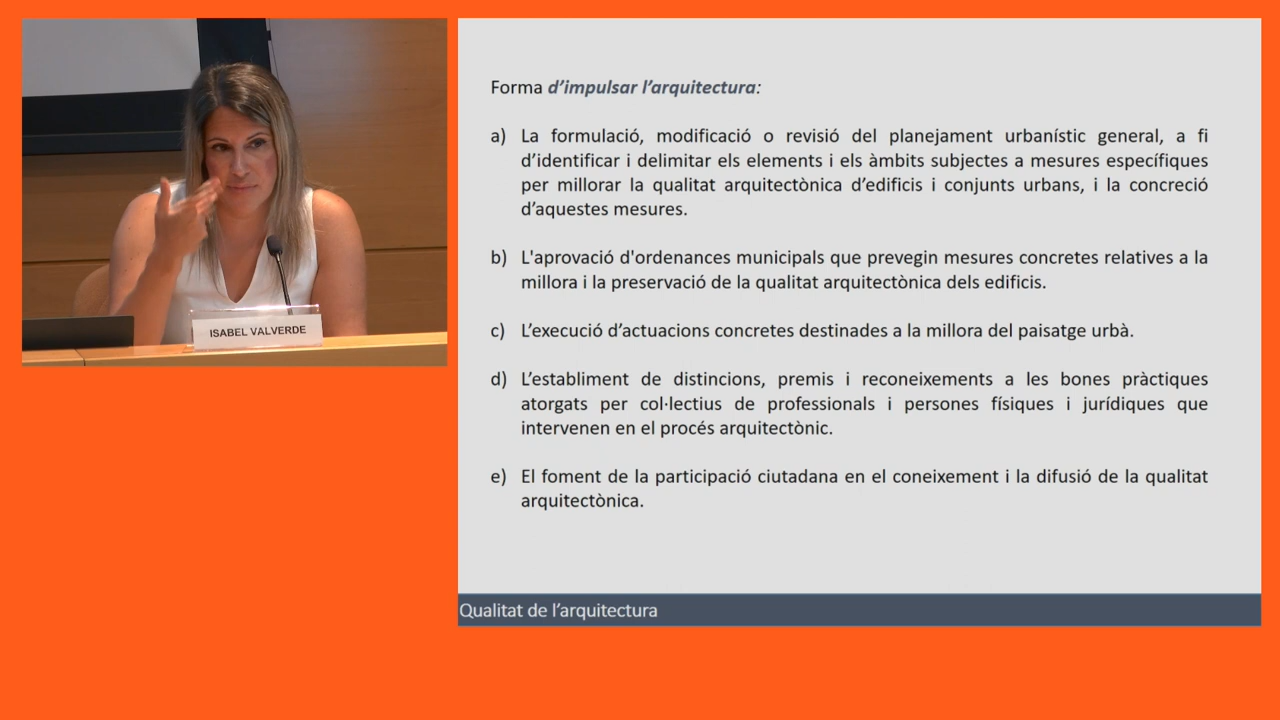 ISABEL VALVERDE
Forma d’impulsar l’arquitectura:
a) La formulació, modificació o revisió del planejament urbanístic general, a fi
d’identificar i delimitar els elements i els àmbits subjectes a mesures específiques
per millorar la qualitat arquitectònica d’edificis i conjunts urbans, i la concreció
d’aquestes mesures.
b) L'aprovació d'ordenances municipals que prevegin mesures concretes relatives a la
millora i la preservació de la qualitat arquitectònica dels edificis.
c) L’execució d’actuacions concretes destinades a la millora del paisatge urbà.
d) L’establiment de distincions, premis i reconeixements a les bones pràctiques
atorgats per col·lectius de professionals i persones físiques i jurídiques que
intervenen en el procés arquitectònic.
e) El foment de la participació ciutadana en el coneixement i la difusió de la qualitat
arquitectònica.
Qualitat de l’arquitectura